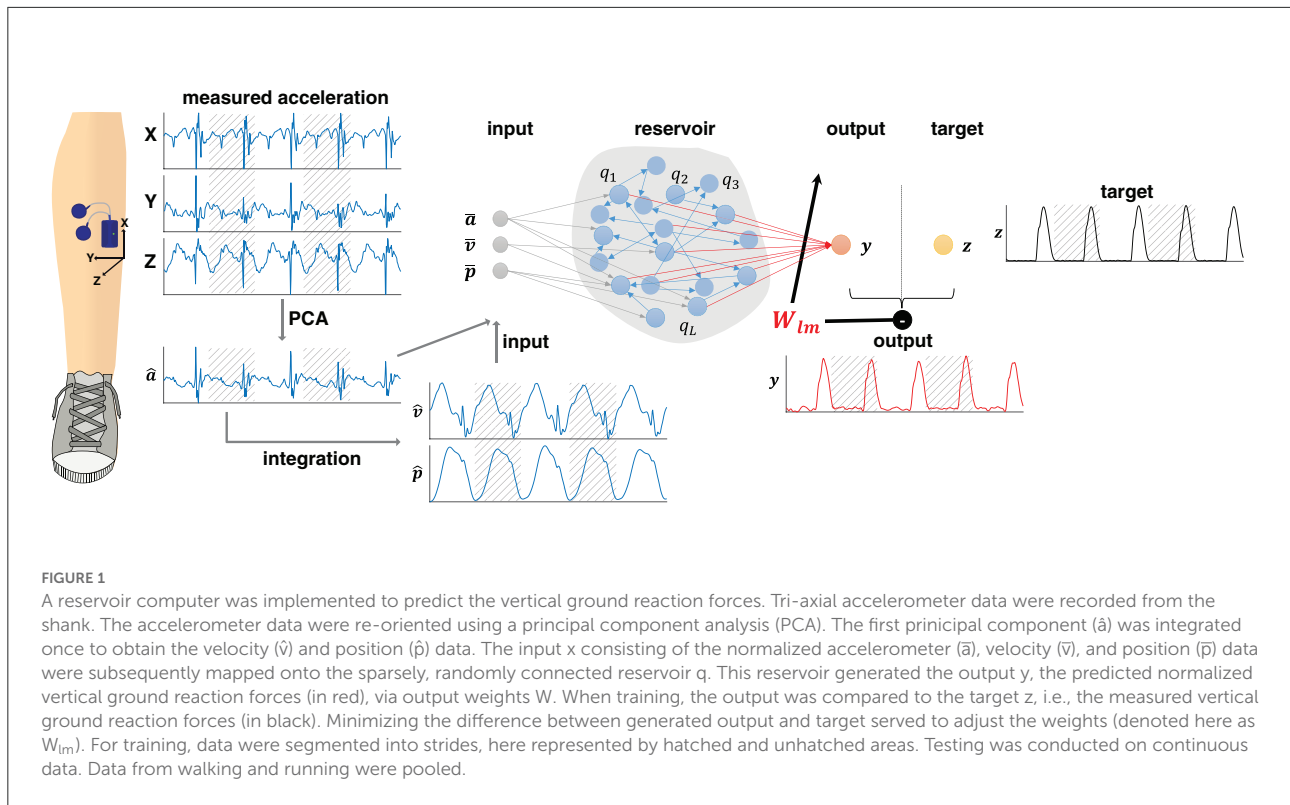 measured acceleration
X
Y
Z
X
Y
Z
PCA
â
integration
v̂
p̂
input
input
reservoir
output
target
a̅
v̅
p̅
q1
q2
q3
qL
y
z
Wlm
-
target
z
output
y
FIGURE 1
A reservoir computer was implemented to predict the vertical ground reaction forces. Tri-axial accelerometer data were recorded from the
shank. The accelerometer data were re-oriented using a principal component analysis (PCA). The first prinicipal component (â) was integrated
once to obtain the velocity (v̂) and position (p̂) data. The input x consisting of the normalized accelerometer (a̅), velocity (v̅), and position (p̅) data
were subsequently mapped onto the sparsely, randomly connected reservoir q. This reservoir generated the output y, the predicted normalized
vertical ground reaction forces (in red), via output weights W. When training, the output was compared to the target z, i.e., the measured vertical
ground reaction forces (in black). Minimizing the difference between generated output and target served to adjust the weights (denoted here as
Wlm). For training, data were segmented into strides, here represented by hatched and unhatched areas. Testing was conducted on continuous
data. Data from walking and running were pooled.